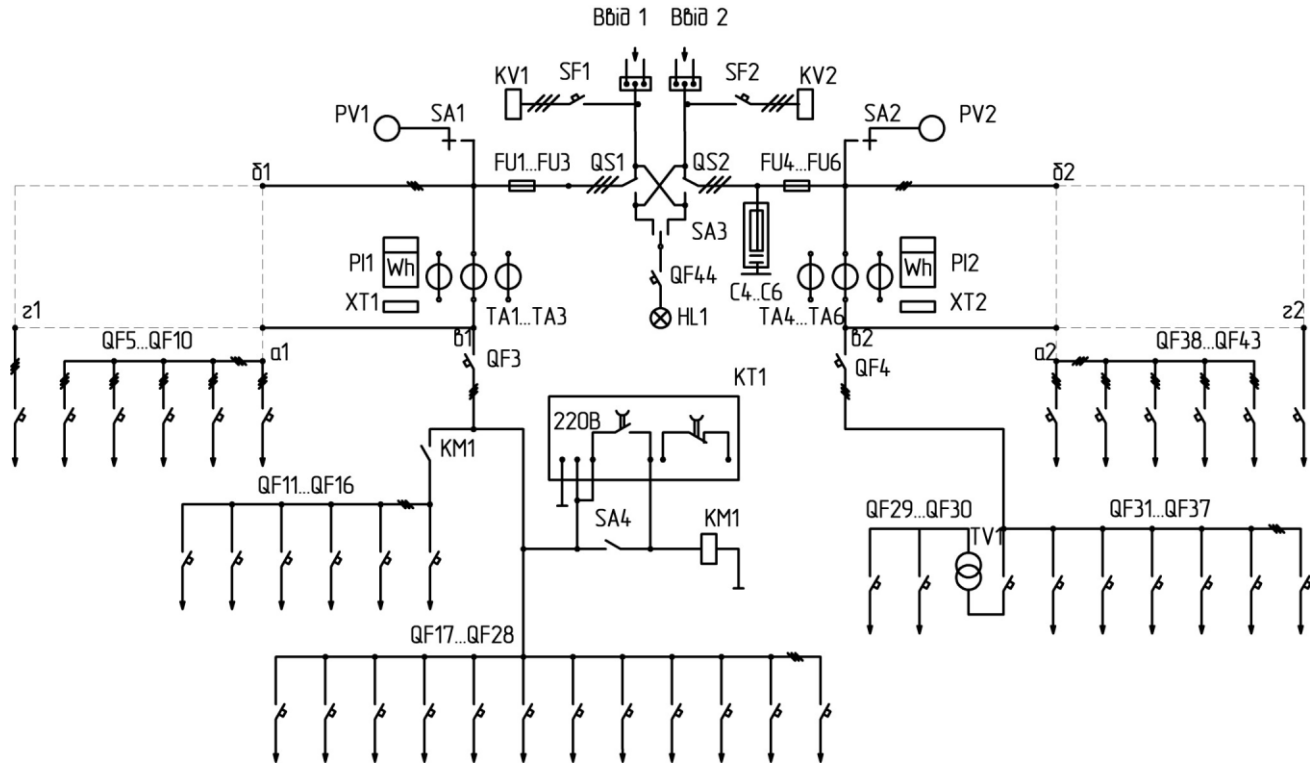 Ввід 1 Ввід 2
KV1 SF1 SF2 KV2
PV1 SA1 SA2 PV2
FU1...FU3 QS1 QS2 FU4...FU6
б1 б2
SA3
PI1 Wh QF44 Wh PI2
XT1 C4..C6 XT2
г1 TA1...TA3 HL1 TA4...TA6 г2
в1 в2
QF5...QF10 a1 QF3 QF4 a2 QF38...QF43
KT1
220В
KM1
QF11...QF16 SA4 KM1 QF29...QF30 QF31...QF37
TV1
QF17...QF28